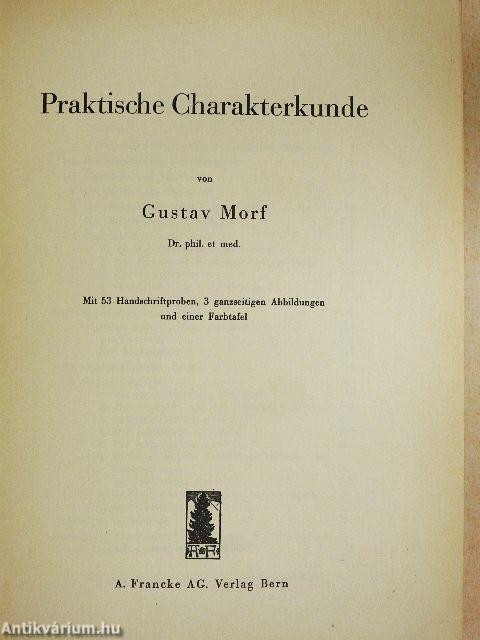 Praktische Charakterkunde
von
Gustav Morf
Dr. phil. et med.
Mit 53 Handschriftproben, 3 ganzseitigen Abbildungen
und einer Farbtafel
A. Francke AG. Verlag Bern
Antikvárium.hu